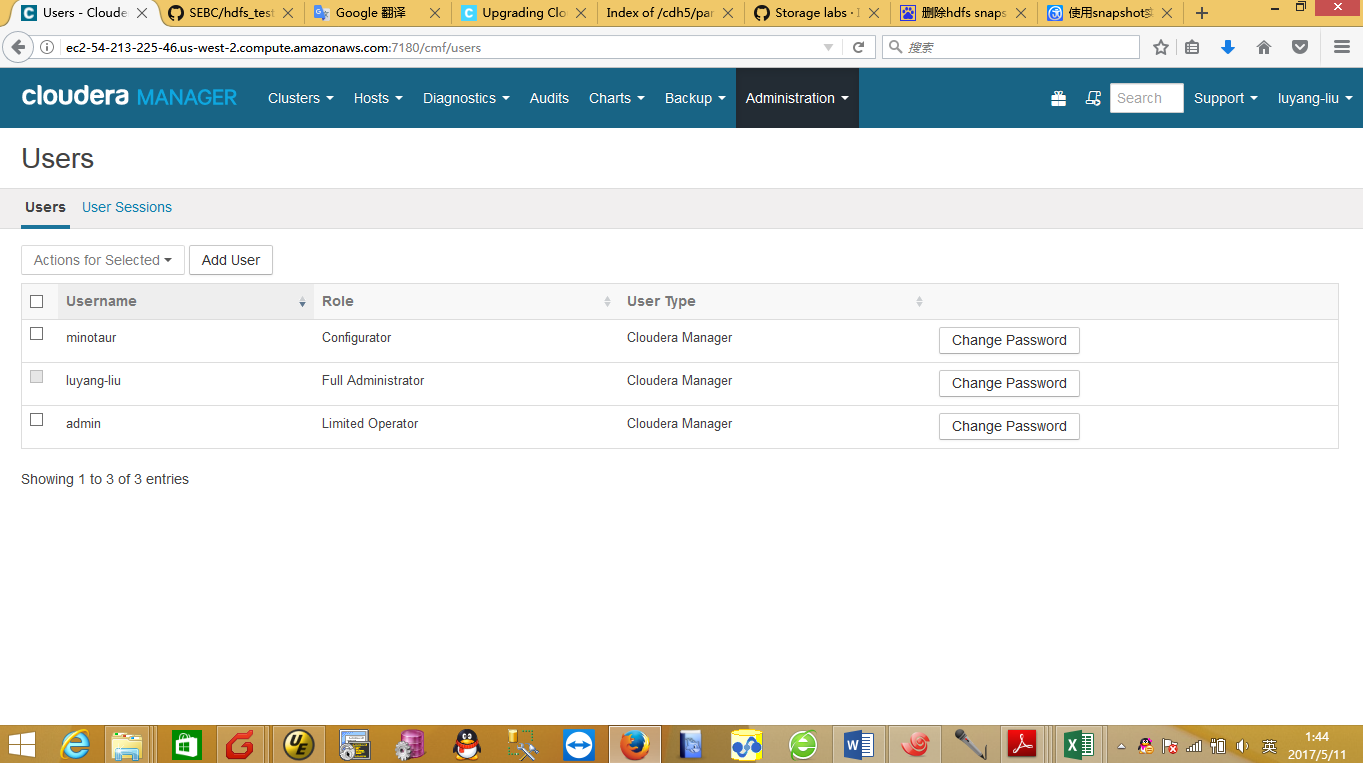 Users - Cloude
SEBC/hdfs_test
Google 翻译
Upgrading Clo
Index of /cdh5/par
Storage labs · I
删除hdfs snaps
使用snapshot
ec2-54-213-225-46.us-west-2.compute.amazonaws.com:7180/cmf/users
搜索
cloudera MANAGER
Clusters
Hosts
Diagnostics
Audits
Charts
Backup
Administration
Search
Support
luyang-liu
Users
Users
User Sessions
Actions for Selected
Add User
Username Role User Type
minotaur Configurator Cloudera Manager Change Password
luyang-liu Full Administrator Cloudera Manager Change Password
admin Limited Operator Cloudera Manager Change Password
Showing 1 to 3 of 3 entries
英
1:44
2017/5/11